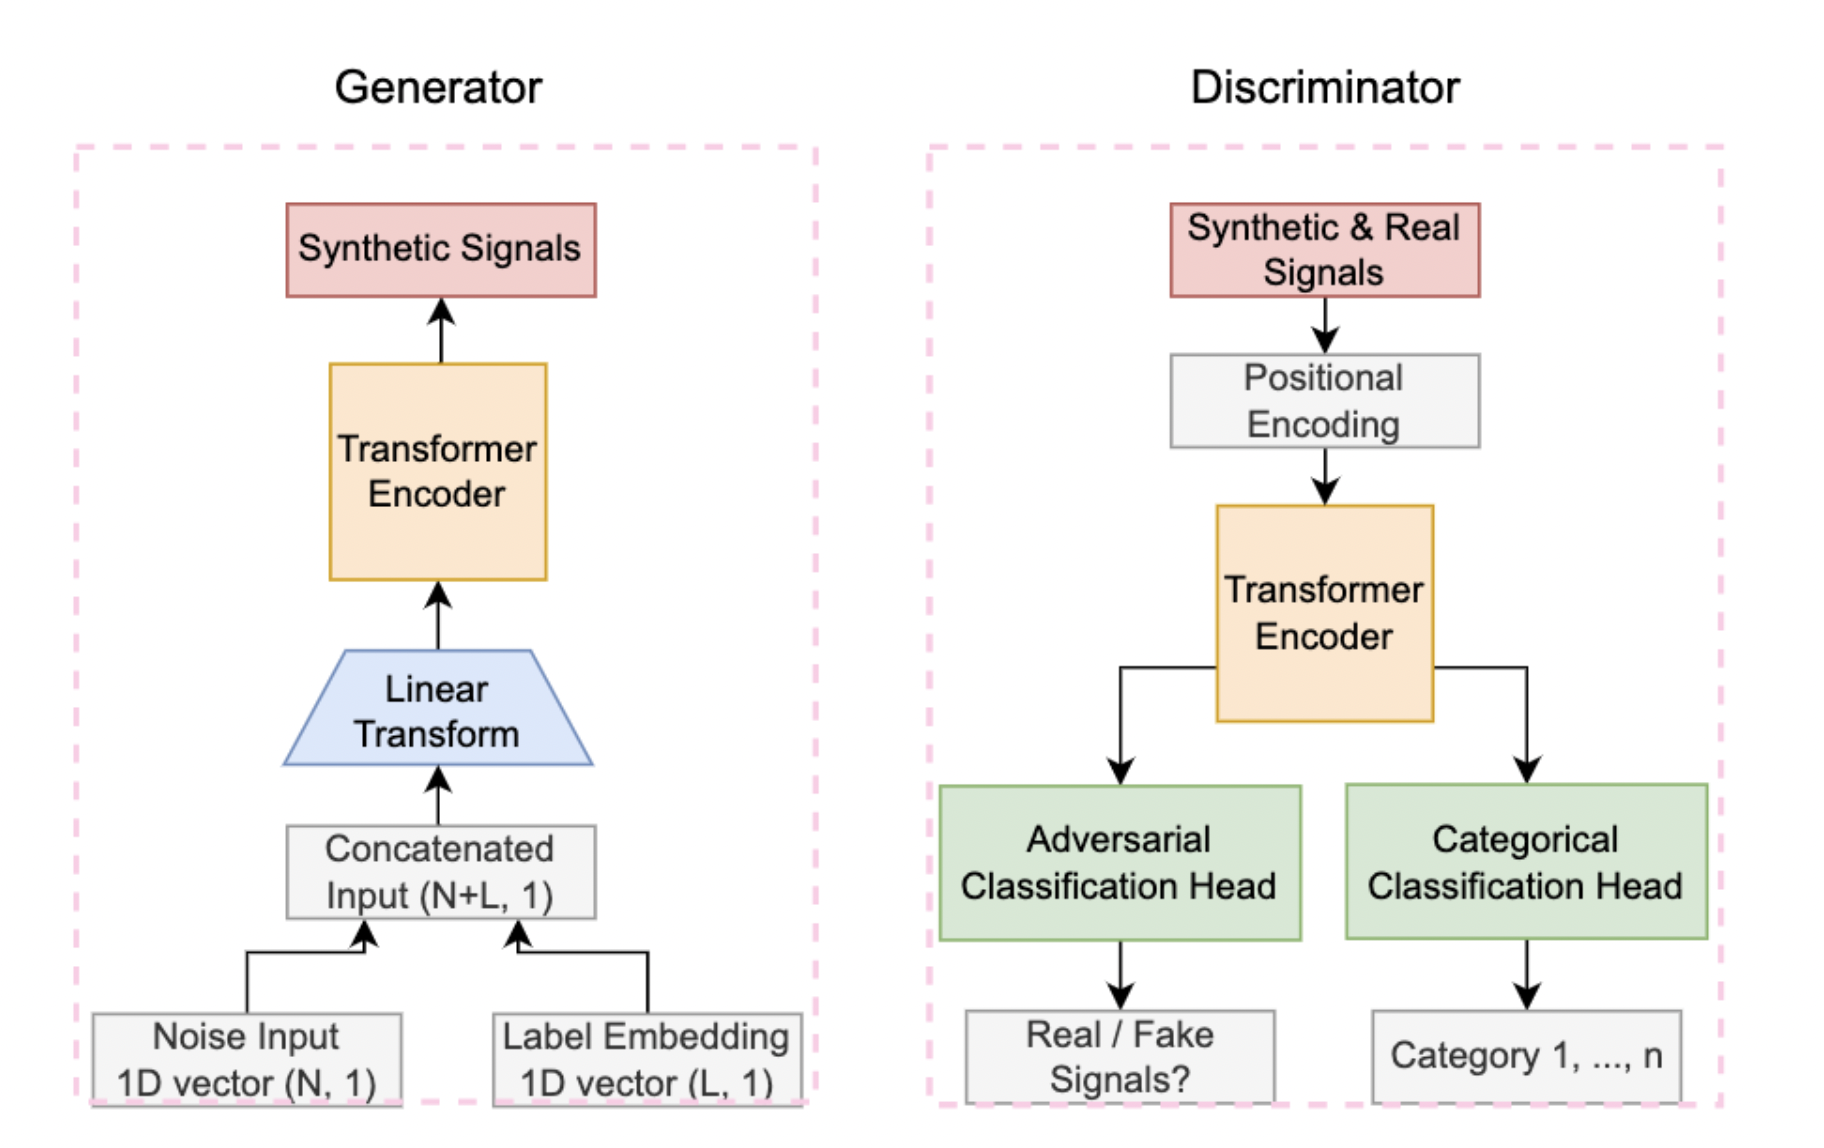 Generator
Synthetic Signals
Transformer
Encoder
Linear
Transform
Concatenated
Input (N+L, 1)
Noise Input
1D vector (N, 1)
Label Embedding
1D vector (L, 1)
Discriminator
Synthetic & Real
Signals
Positional
Encoding
Transformer
Encoder
Adversarial
Classification Head
Categorical
Classification Head
Real / Fake
Signals?
Category 1, ..., n